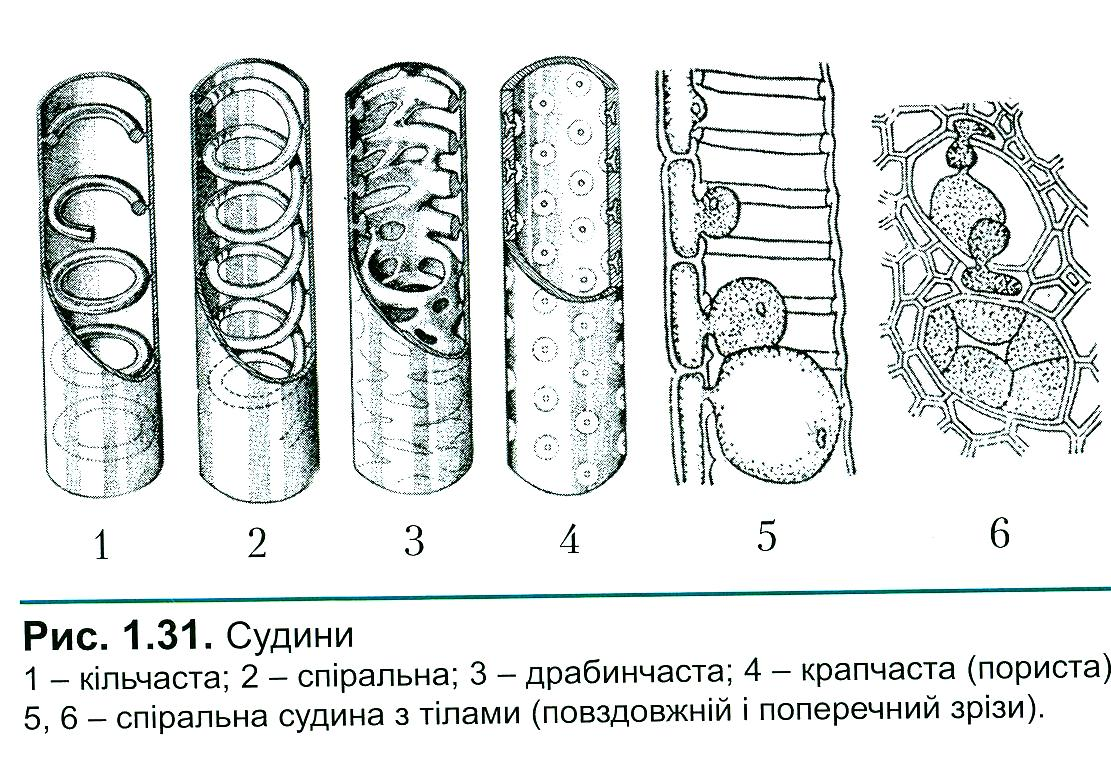 1 2 3 4 5 6
Рис. 1.31. Судини
1 – кільчаста; 2 – спіральна; 3 – драбинчаста; 4 – крапчаста (пориста)
5, 6 – спіральна судина з тілами (повздовжній і поперечний зрізи).